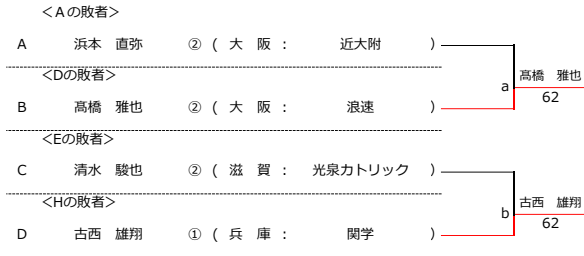 ＜Aの敗者＞
A 浜本 直弥 ② ( 大 阪 : 近大附 )
＜Dの敗者＞
a 髙橋 雅也
62
B 髙橋 雅也 ② ( 大 阪 : 浪速 )
＜Eの敗者＞
C 清水 駿也 ② ( 滋 賀 : 光泉カトリック )
＜Hの敗者＞
b 古西 雄翔
62
D 古西 雄翔 ① ( 兵 庫 : 関学 )